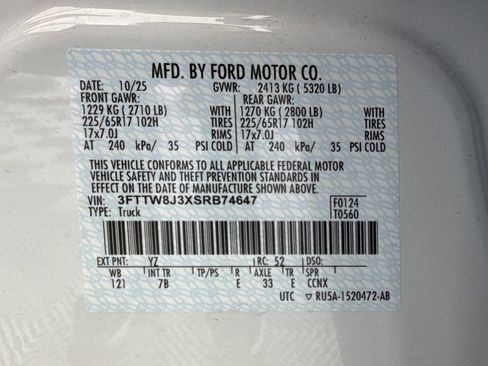 MFD. BY FORD MOTOR CO.
DATE: 10/25 GVWR: 2413 KG ( 5320 LB)
FRONT GAWR: REAR GAWR:
1229 KG ( 2710 LB) WITH 1270 KG ( 2800 LB) WITH
225/65R17 102H TIRES 225/65R17 102H TIRES
17x7.0J RIMS 17x7.0J RIMS
AT 240 kPa/ 35 PSI COLD AT 240 kPa/ 35 PSI COLD
THIS VEHICLE CONFORMS TO ALL APPLICABLE FEDERAL MOTOR
VEHICLE SAFETY AND THEFT PREVENTION STANDARDS IN EFFECT
ON THE DATE OF MANUFACTURE SHOWN ABOVE.
VIN: 3FTTW8J3XSRB74647 F0124
TYPE: Truck T0560
EXT PNT: YZ RC: 52 DSO:
WB INT TR TP/PS R AXLE TR SPR
121 7B E 33 E CCNX
UTC ▽ RU5A-1520472-AB